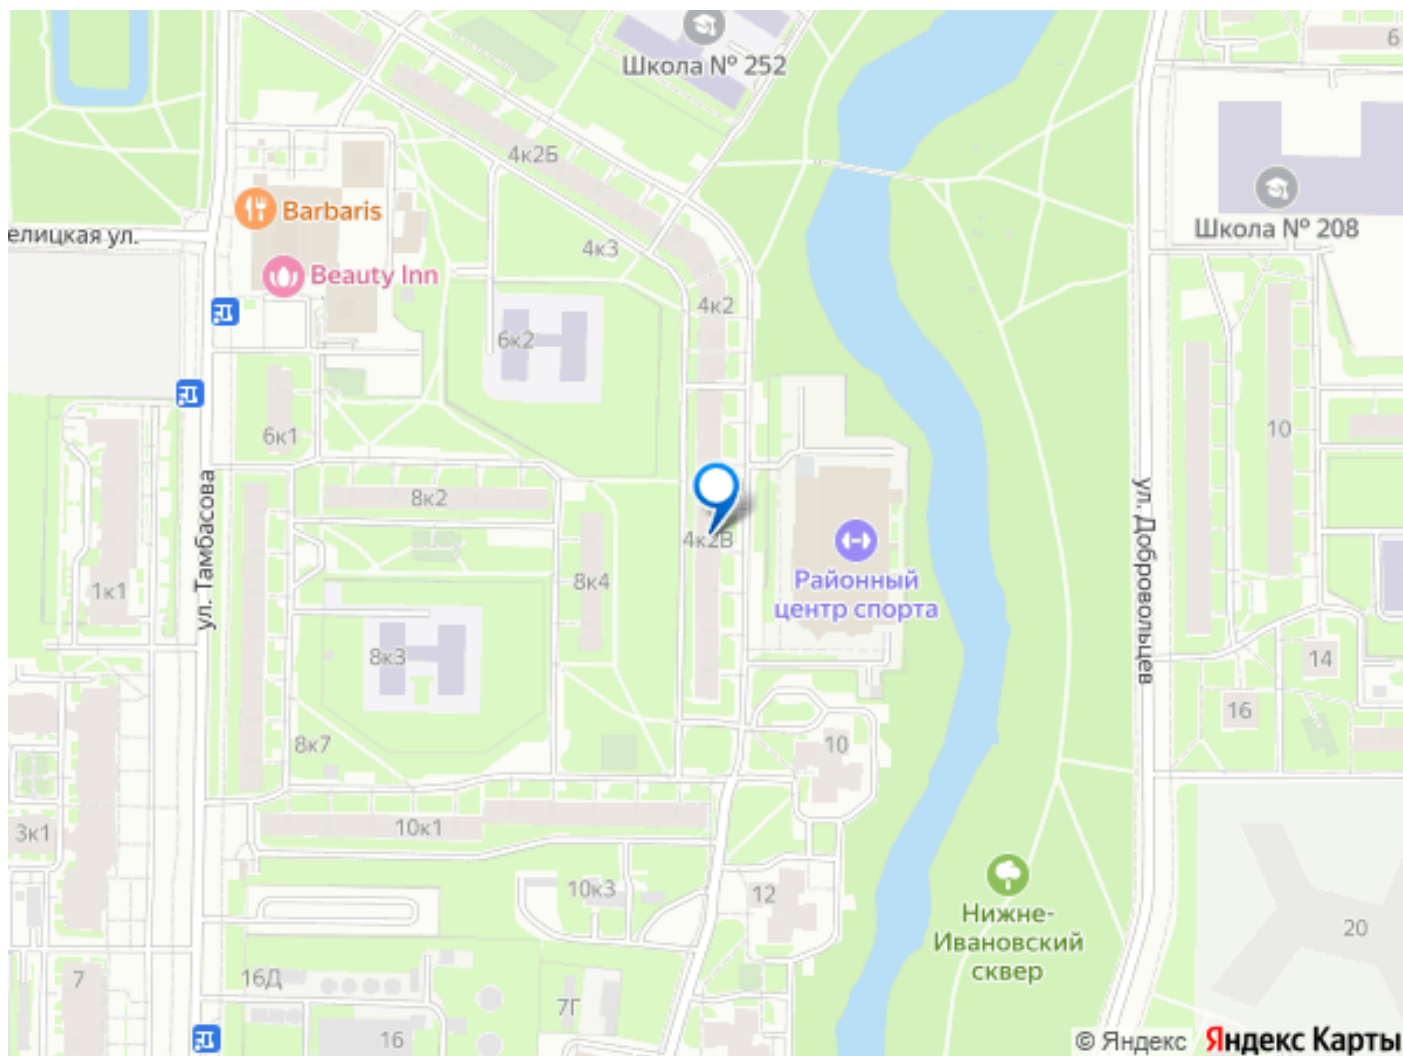 6
Школа № 252
4к2Б
Школа № 208
Barbaris
елицкая ул.
4к3
Beauty Inn
4к2
6к2
10
6к1
8к2
ул. Тамбасова
ул. Добровольцев
4к2В
8к4
Районный
центр спорта
1к1
8к3
14
16
8к7
10
10к1
3к1
10к3
12
Нижне-
Ивановский
сквер
20
7
16Д
7Г
16
© Яндекс
Яндекс Карты